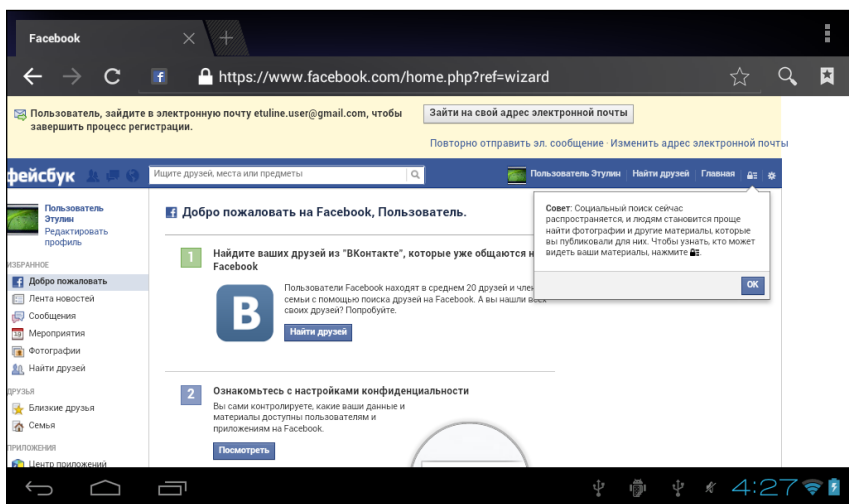 Facebook
https://www.facebook.com/home.php?ref=wizard
Пользователь, зайдите в электронную почту etuline.user@gmail.com, чтобы
завершить процесс регистрации.
Зайти на свой адрес электронной почты
Повторно отправить эл. сообщение · Изменить адрес электронной почты
фейсбук
Ищите друзей, места или предметы
Пользователь Этулин
Найти друзей
Главная
Пользователь
Этулин
Редактировать
профиль
ИЗБРАННОЕ
Добро пожаловать
Лента новостей
Сообщения
Мероприятия
Фотографии
Найти друзей
ДРУЗЬЯ
Близкие друзья
Семья
ПРИЛОЖЕНИЯ
Центр приложений
Добро пожаловать на Facebook, Пользователь.
1
Найдите ваших друзей из "ВКонтакте", которые уже общаются н
Facebook
B
Пользователи Facebook находят в среднем 20 друзей и член
семьи с помощью поиска друзей на Facebook. А вы нашли всех
своих друзей? Попробуйте.
Найти друзей
2
Ознакомьтесь с настройками конфиденциальности
Вы сами контролируете, какие ваши данные и
материалы доступны пользователям и
приложениям на Facebook.
Посмотреть
Совет: Социальный поиск сейчас
распространяется, и людям становится проще
найти фотографии и другие материалы, которые
вы публиковали для них. Чтобы узнать, кто может
видеть ваши материалы, нажмите
OK
4:27